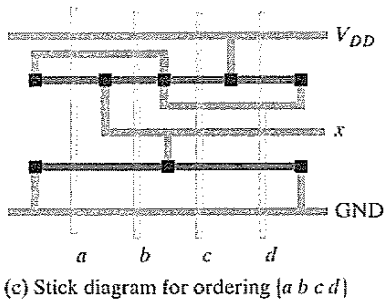 V_DD
x
GND
a b c d
(c) Stick diagram for ordering {a b c d}